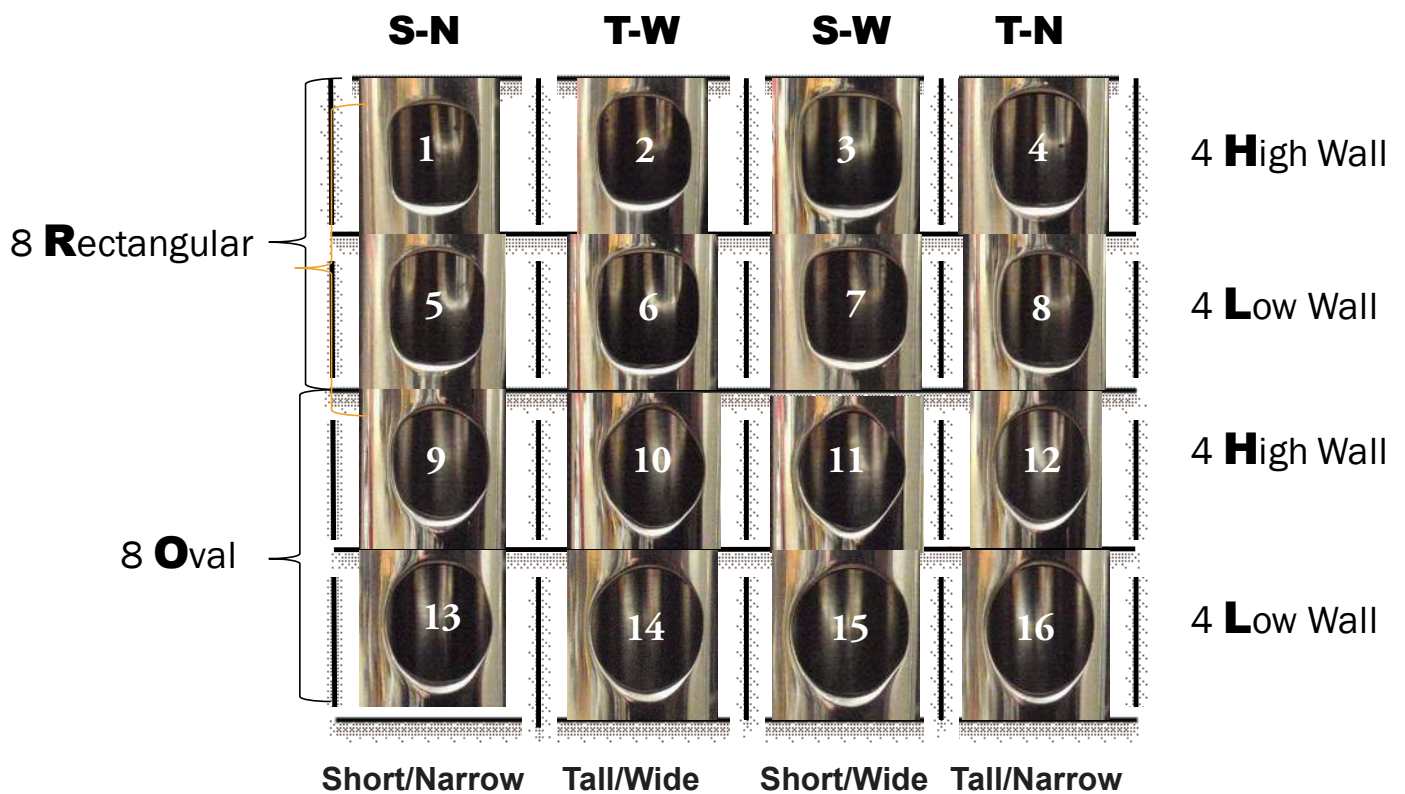 S-N T-W S-W T-N
1 2 3 4 4 High Wall
8 Rectangular
5 6 7 8 4 Low Wall
9 10 11 12 4 High Wall
8 Oval
13 14 15 16 4 Low Wall
Short/Narrow Tall/Wide Short/Wide Tall/Narrow